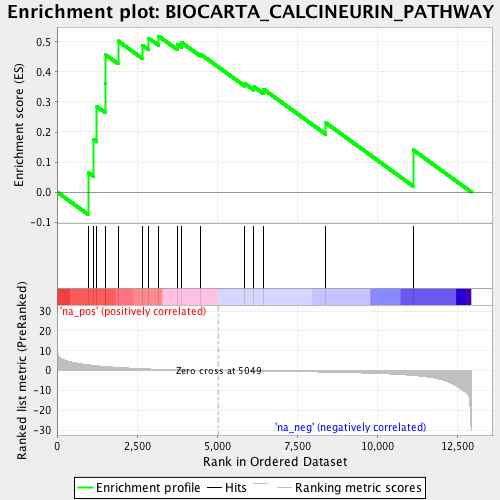 Enrichment plot: BIOCARTA_CALCINEURIN_PATHWAY
Enrichment score (ES)
0.5
0.4
0.3
0.2
0.1
0.0
-0.1
'na_pos' (positively correlated)
Ranked list metric (PreRanked)
30
20
10
0
-10
-20
-30
Zero cross at 5049
'na_neg' (negatively correlated)
0 2,500 5,000 7,500 10,000 12,500
Rank in Ordered Dataset
Enrichment profile Hits Ranking metric scores